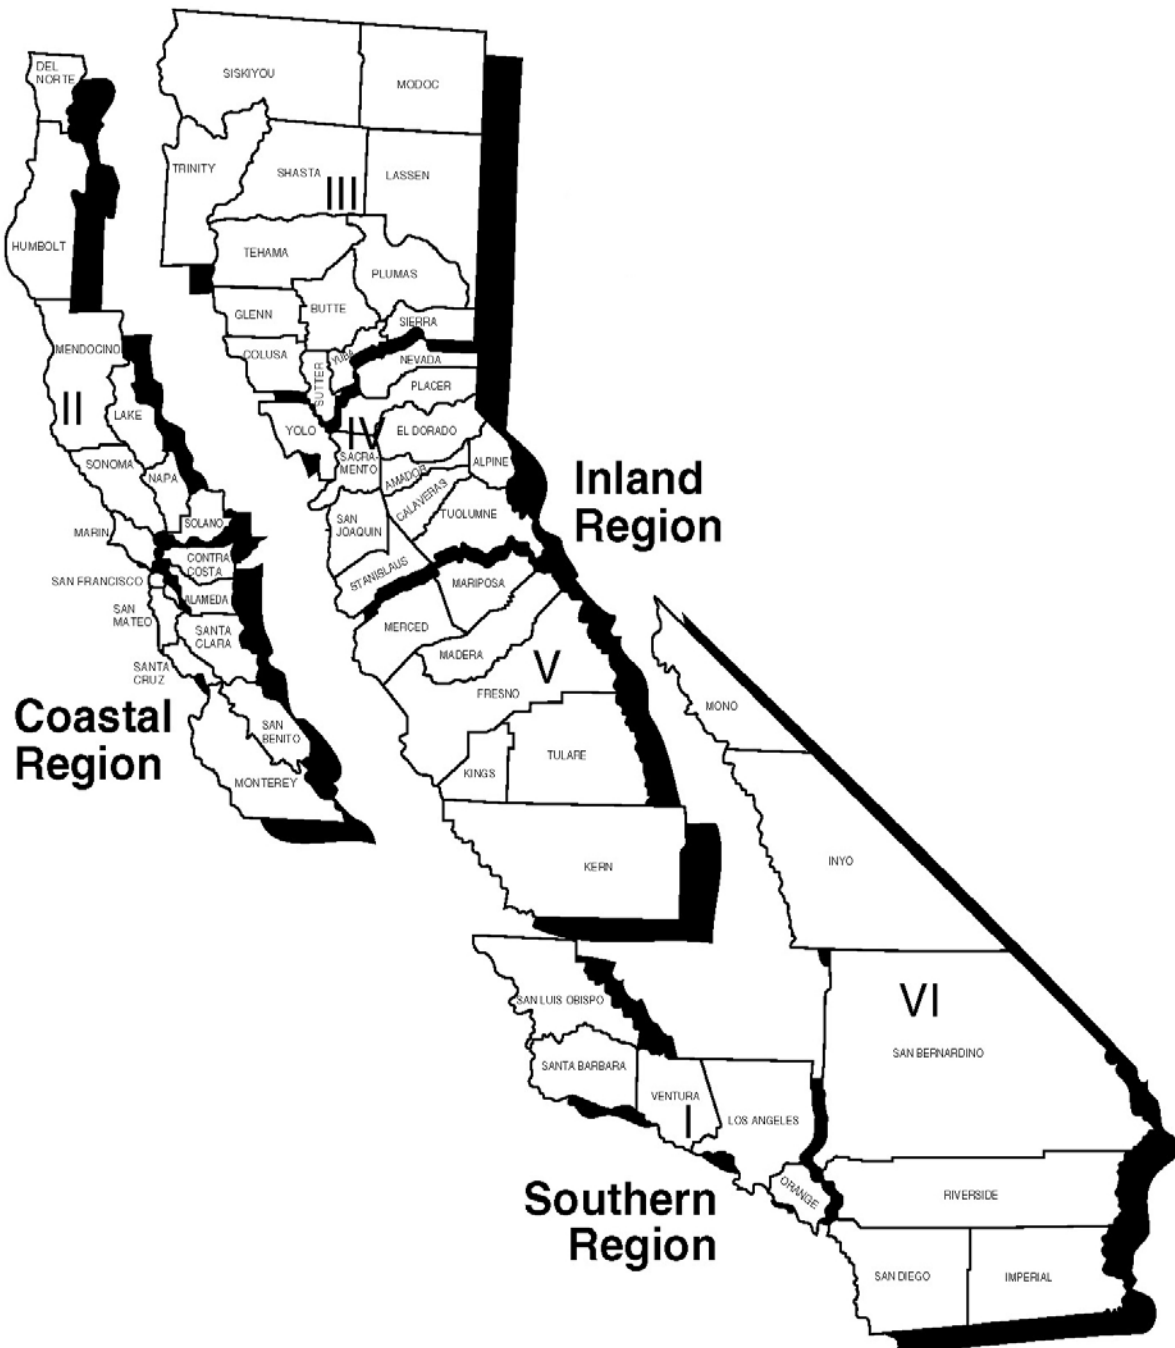 DEL
NORTE
SISKIYOU
MODOC
TRINITY
SHASTA
LASSEN
III
HUMBOLT
TEHAMA
PLUMAS
GLENN
BUTTE
SIERRA
MENDOCINO
COLUSA
YUBA
NEVADA
SUTTER
PLACER
II
LAKE
YOLO
IV
EL DORADO
SONOMA
SACRA-
MENTO
ALPINE
NAPA
AMADOR
CALAVERAS
Inland
Region
MARIN
SOLANO
SAN
JOAQUIN
TUOLUMNE
CONTRA
COSTA
STANISLAUS
SAN FRANCISCO
MARIPOSA
ALAMEDA
SAN
MATEO
SANTA
CLARA
MERCED
MADERA
V
SANTA
CRUZ
FRESNO
MONO
Coastal
Region
SAN
BENITO
TULARE
KINGS
MONTEREY
KERN
INYO
SAN LUIS OBISPO
VI
SAN BERNARDINO
SANTA BARBARA
VENTURA
I
LOS ANGELES
Southern
Region
ORANGE
RIVERSIDE
SAN DIEGO
IMPERIAL